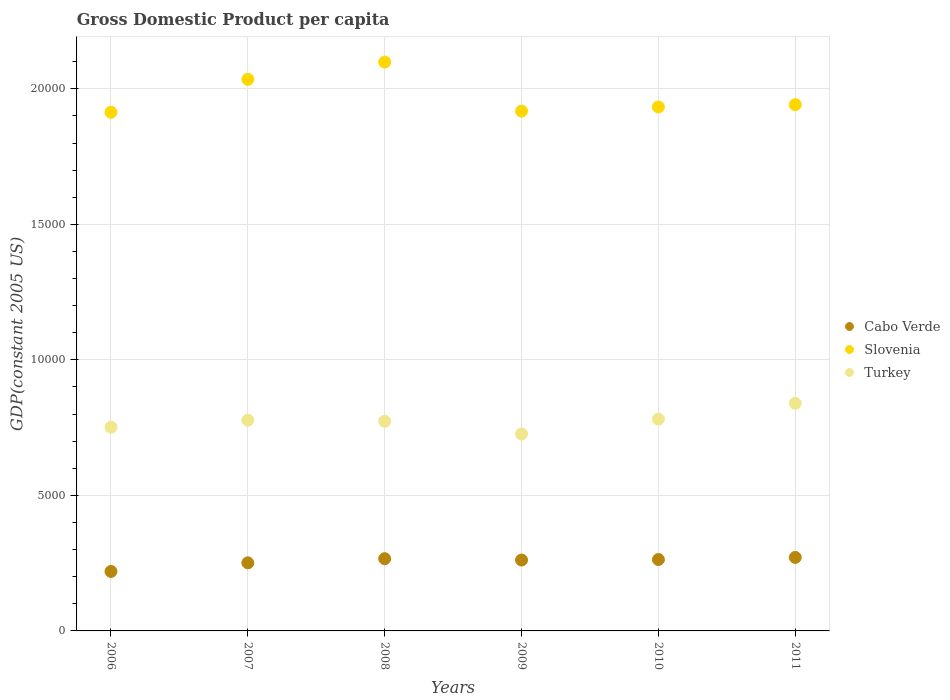 Gross Domestic Product per capita
GDP(constant 2005 US)
20000
15000
10000
5000
0
2006
2007
2008
2009
2010
2011
Years
Cabo Verde
Slovenia
Turkey